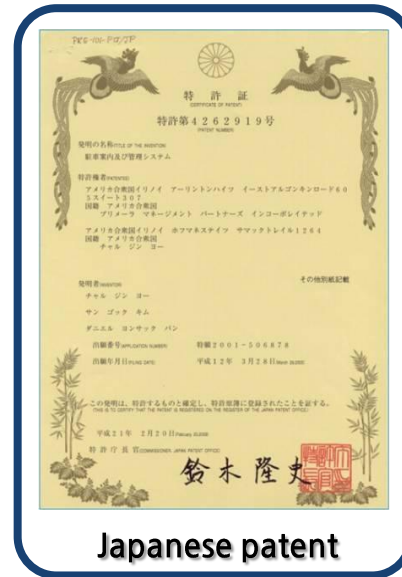 PKG-101-PCT/JP
特 許 証
(CERTIFICATE OF PATENT)
特許第4262919号
(PATENT NUMBER)
発明の名称(TITLE OF THE INVENTION)
駐車案内及び管理システム
特許権者(PATENTEE)
アメリカ合衆国イリノイ アーリントンハイツ イーストアルゴンキンロード60
5スイート307
国籍 アメリカ合衆国
プリメーラ マネージメント パートナーズ インコーポレイテッド
アメリカ合衆国イリノイ ホフマネステイツ サマックトレイル1264
国籍 アメリカ合衆国
チャル ジン ヨー
発明者(INVENTOR)
その他別紙記載
チャル ジン ヨー
サン ゴック キム
ダニエル ヨンサック バン
出願番号(APPLICATION NUMBER) 特願2001-506878
出願年月日(FILING DATE) 平成12年 3月28日(March 28,2000)
この発明は、特許するものと確定し、特許原簿に登録されたことを証する。
(THIS IS TO CERTIFY THAT THE PATENT IS REGISTERED ON THE REGISTER OF THE JAPAN PATENT OFFICE.)
平成21年 2月20日(February 20,2009)
特 許 庁 長 官(COMMISSIONER, JAPAN PATENT OFFICE)
鈴木隆史
Japanese patent